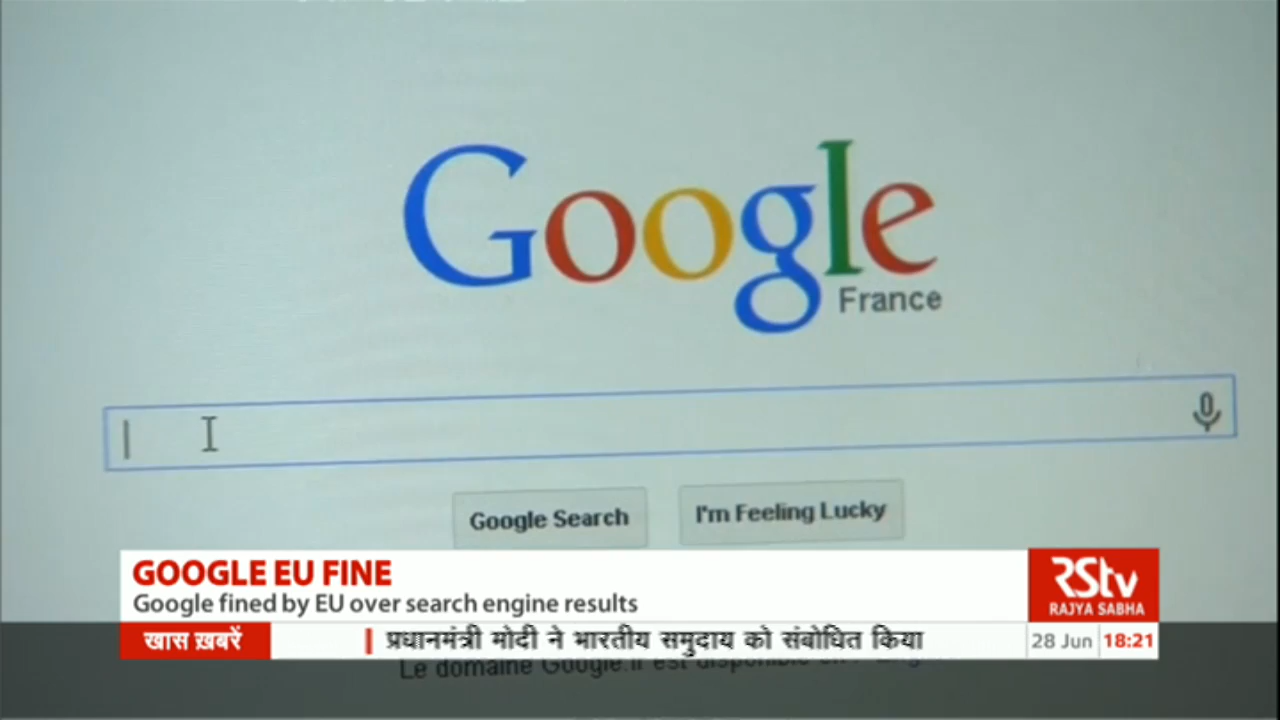 Google
France
Google Search
I'm Feeling Lucky
GOOGLE EU FINE
Google fined by EU over search engine results
RStv
RAJYA SABHA
खास ख़बरें
प्रधानमंत्री मोदी ने भारतीय समुदाय को संबोधित किया
28 Jun
18:21
Le domaine Google.fr est disponible en